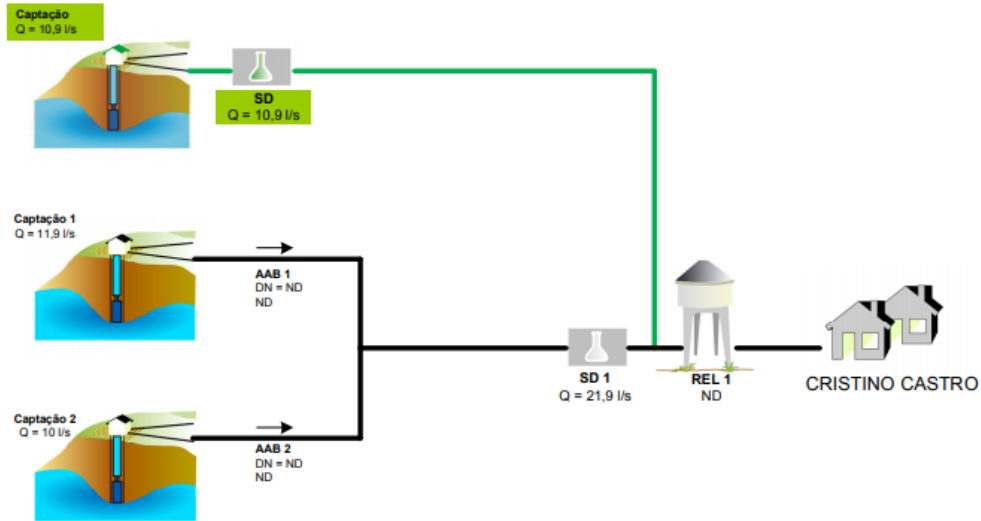 Captação
Q = 10,9 l/s
SD
Q = 10,9 l/s
Captação 1
Q = 11,9 l/s
AAB 1
DN = ND
ND
SD 1
Q = 21,9 l/s
REL 1
ND
CRISTINO CASTRO
Captação 2
Q = 10 l/s
AAB 2
DN = ND
ND